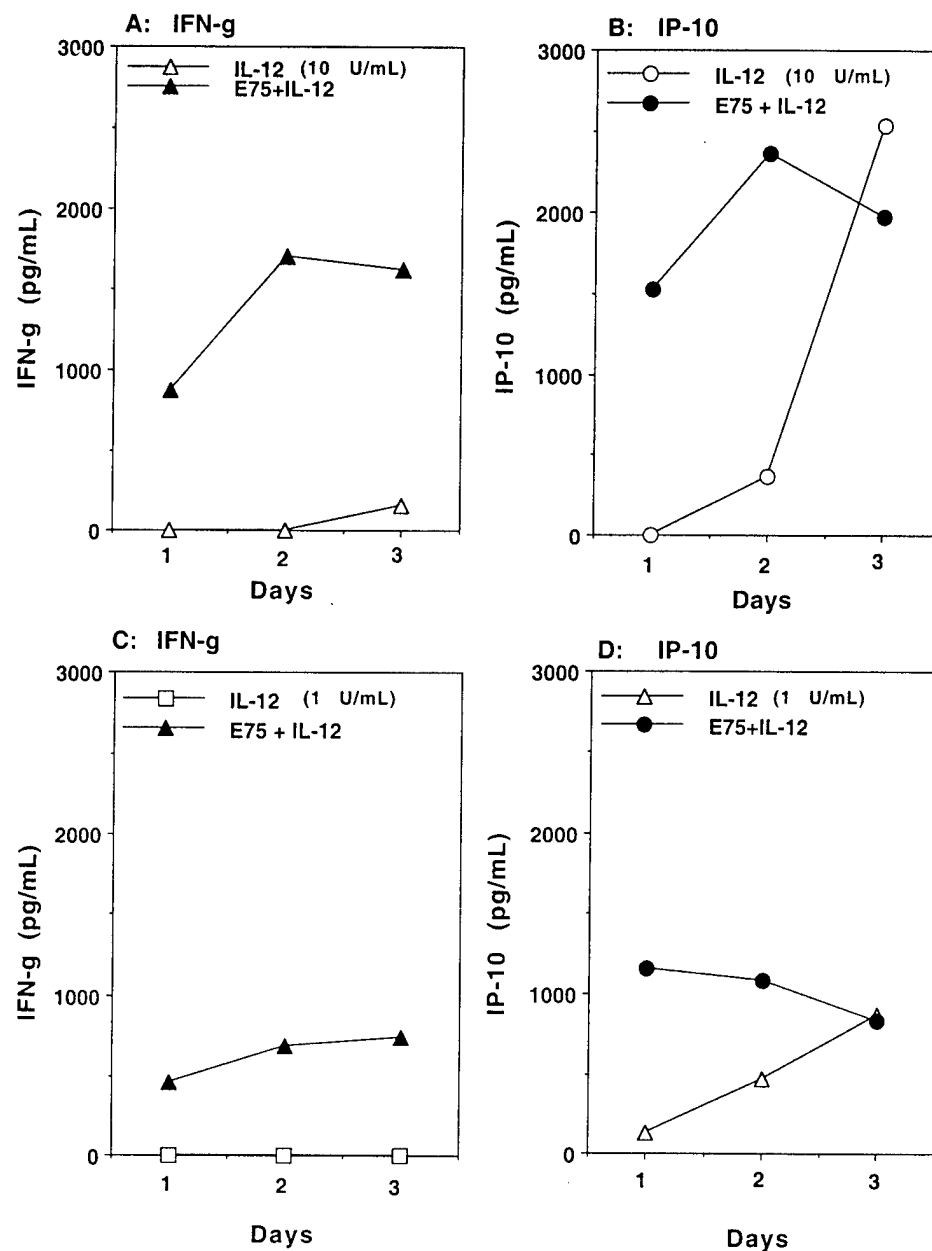 A: IFN-g
3000
IL-12 (10 U/mL)
E75+IL-12
2000
1000
0
IFN-g (pg/mL)
1 2 3
Days
B: IP-10
3000
IL-12 (10 U/mL)
E75 + IL-12
2000
1000
0
IP-10 (pg/mL)
1 2 3
Days
C: IFN-g
3000
IL-12 (1 U/mL)
E75 + IL-12
2000
1000
0
IFN-g (pg/mL)
1 2 3
Days
D: IP-10
3000
IL-12 (1 U/mL)
E75+IL-12
2000
1000
0
IP-10 (pg/mL)
1 2 3
Days